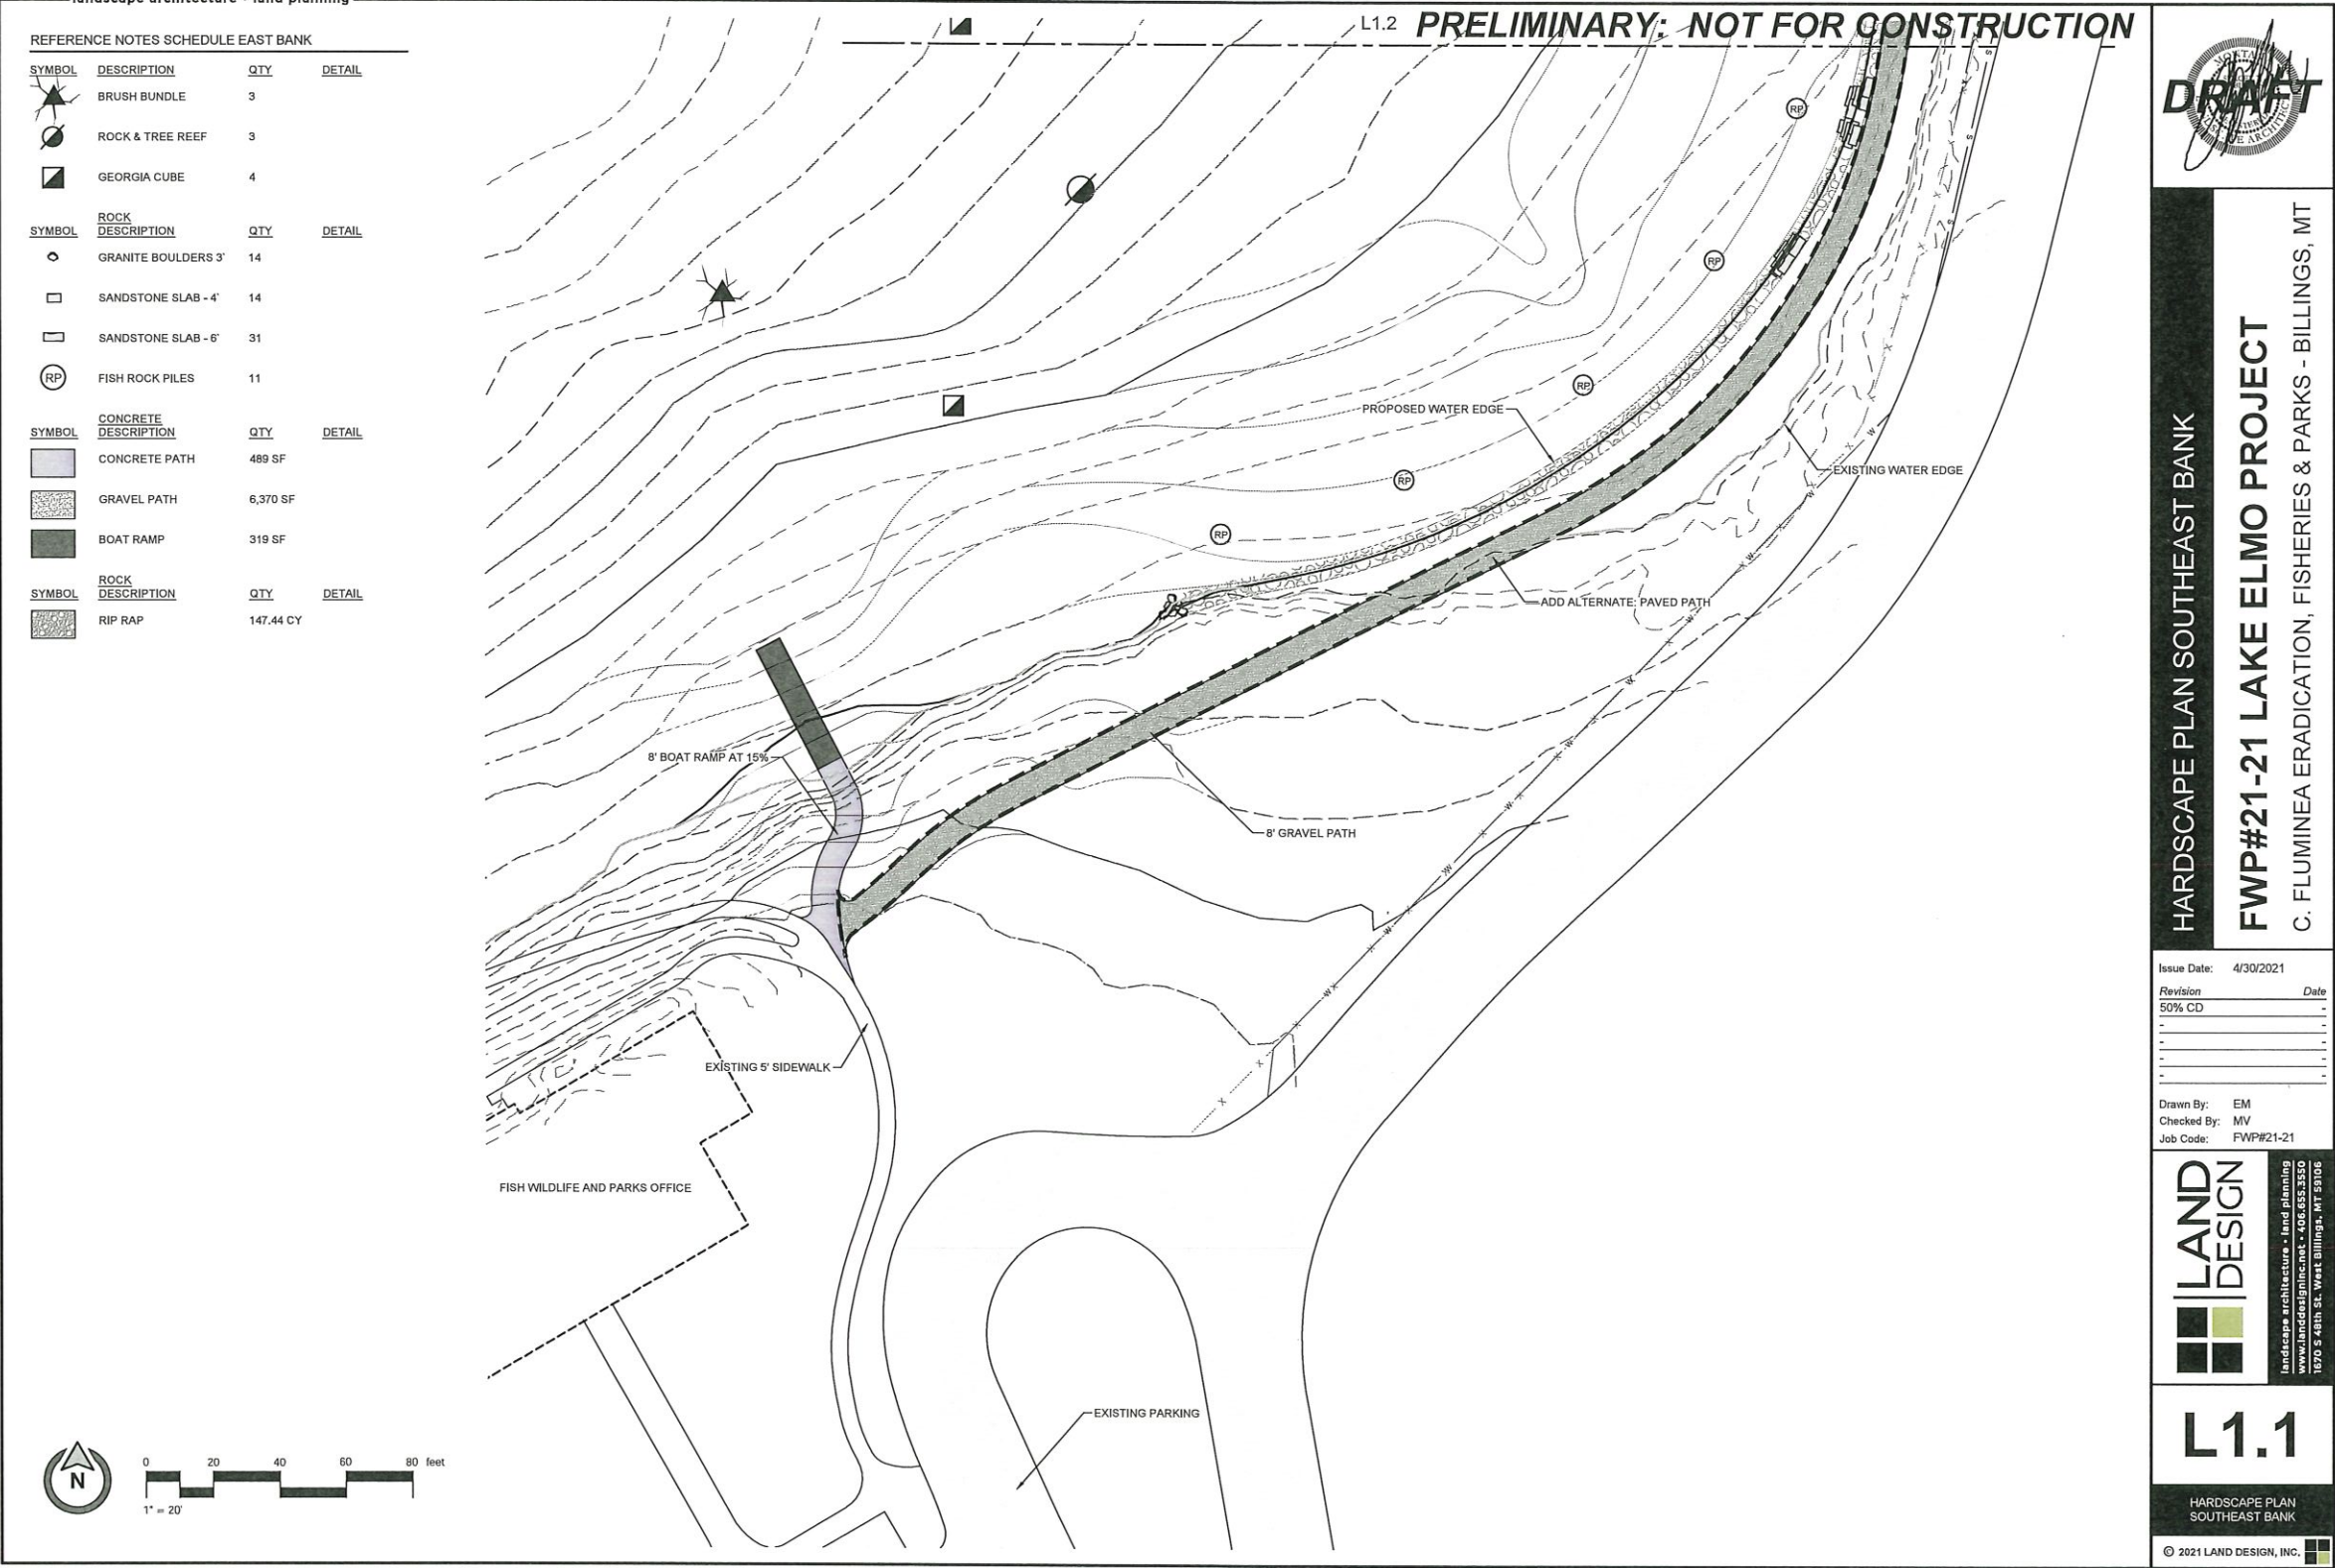 landscape architecture • land planning
REFERENCE NOTES SCHEDULE EAST BANK
SYMBOL DESCRIPTION QTY DETAIL
BRUSH BUNDLE 3
ROCK & TREE REEF 3
GEORGIA CUBE 4
ROCK
SYMBOL DESCRIPTION QTY DETAIL
GRANITE BOULDERS 3' 14
SANDSTONE SLAB - 4' 14
SANDSTONE SLAB - 6' 31
RP FISH ROCK PILES 11
CONCRETE
SYMBOL DESCRIPTION QTY DETAIL
CONCRETE PATH 489 SF
GRAVEL PATH 6,370 SF
BOAT RAMP 319 SF
ROCK
SYMBOL DESCRIPTION QTY DETAIL
RIP RAP 147.44 CY
L1.2
PRELIMINARY: NOT FOR CONSTRUCTION
RP
RP
RP
PROPOSED WATER EDGE
EXISTING WATER EDGE
RP
RP
ADD ALTERNATE: PAVED PATH
8' BOAT RAMP AT 15%
8' GRAVEL PATH
EXISTING 5' SIDEWALK
FISH WILDLIFE AND PARKS OFFICE
EXISTING PARKING
N
0 20 40 60 80 feet
1" = 20'
DRAFT
HARDSCAPE PLAN SOUTHEAST BANK
FWP#21-21 LAKE ELMO PROJECT
C. FLUMINEA ERADICATION, FISHERIES & PARKS - BILLINGS, MT
Issue Date: 4/30/2021
Revision Date
50% CD -
- -
- -
- -
- -
Drawn By: EM
Checked By: MV
Job Code: FWP#21-21
LAND
DESIGN
landscape architecture • land planning
www.landdesigninc.net • 406.655.3550
1670 S 48th St. West Billings, MT 59106
L1.1
HARDSCAPE PLAN
SOUTHEAST BANK
© 2021 LAND DESIGN, INC.